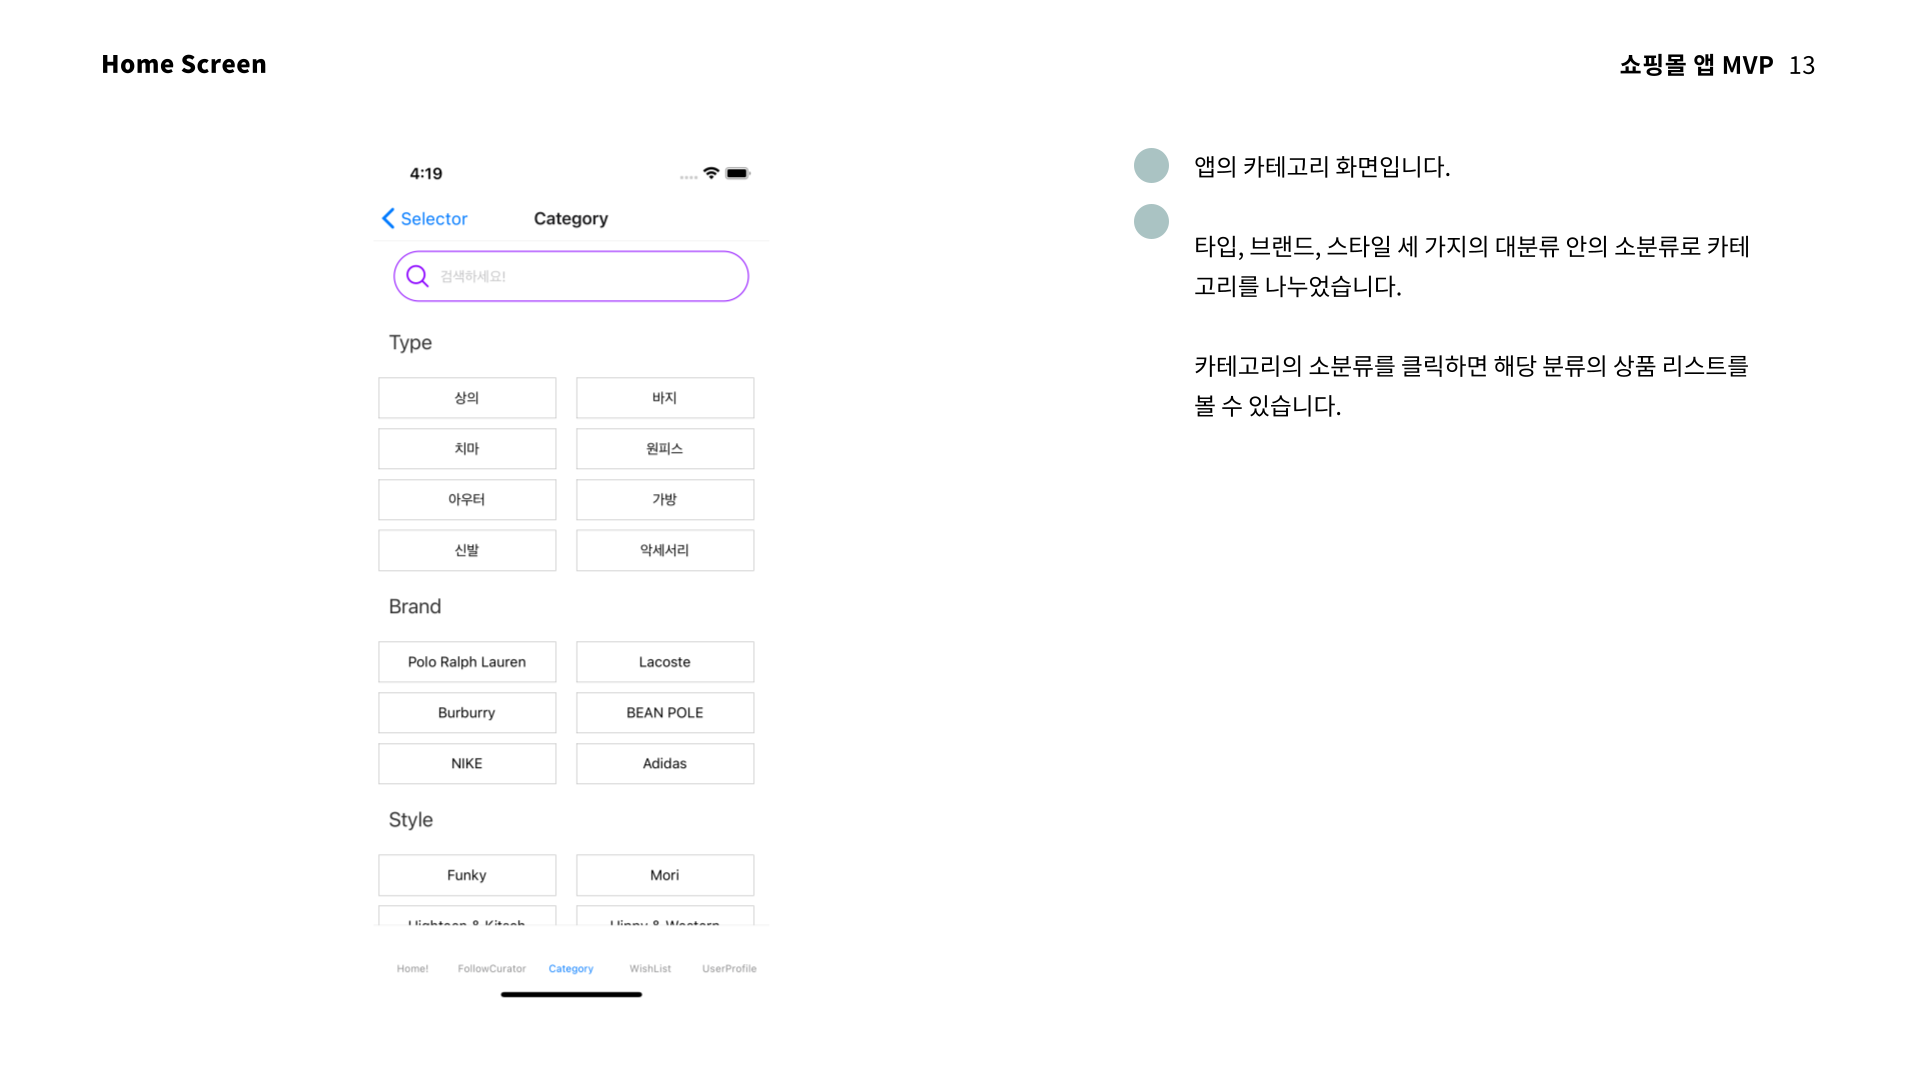 Home Screen
쇼핑몰 앱 MVP 13
4:19
Selector
Category
검색하세요!
Type
상의
바지
치마
원피스
아우터
가방
신발
악세서리
Brand
Polo Ralph Lauren
Lacoste
Burburry
BEAN POLE
NIKE
Adidas
Style
Funky
Mori
Highteen & Kitsch
Hippy & Western
Home!
FollowCurator
Category
WishList
UserProfile
앱의 카테고리 화면입니다.
타입, 브랜드, 스타일 세 가지의 대분류 안의 소분류로 카테
고리를 나누었습니다.
카테고리의 소분류를 클릭하면 해당 분류의 상품 리스트를
볼 수 있습니다.